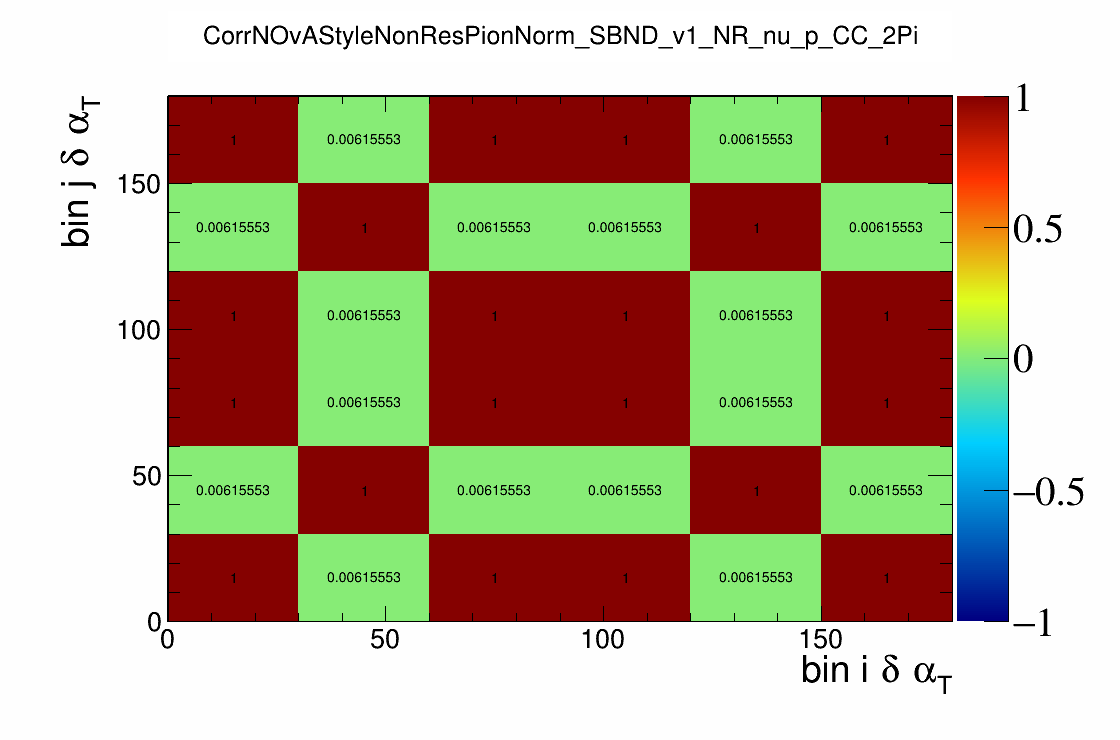 CorrNOvAStyleNonResPionNorm_SBND_v1_NR_nu_p_CC_2Pi
bin j δ α_T
150
100
50
0
1 0.00615553 1 1 0.00615553 1
0.00615553 1 0.00615553 0.00615553 1 0.00615553
1 0.00615553 1 1 0.00615553 1
1 0.00615553 1 1 0.00615553 1
0.00615553 1 0.00615553 0.00615553 1 0.00615553
1 0.00615553 1 1 0.00615553 1
0 50 100 150
bin i δ α_T
1
0.5
0
−0.5
−1